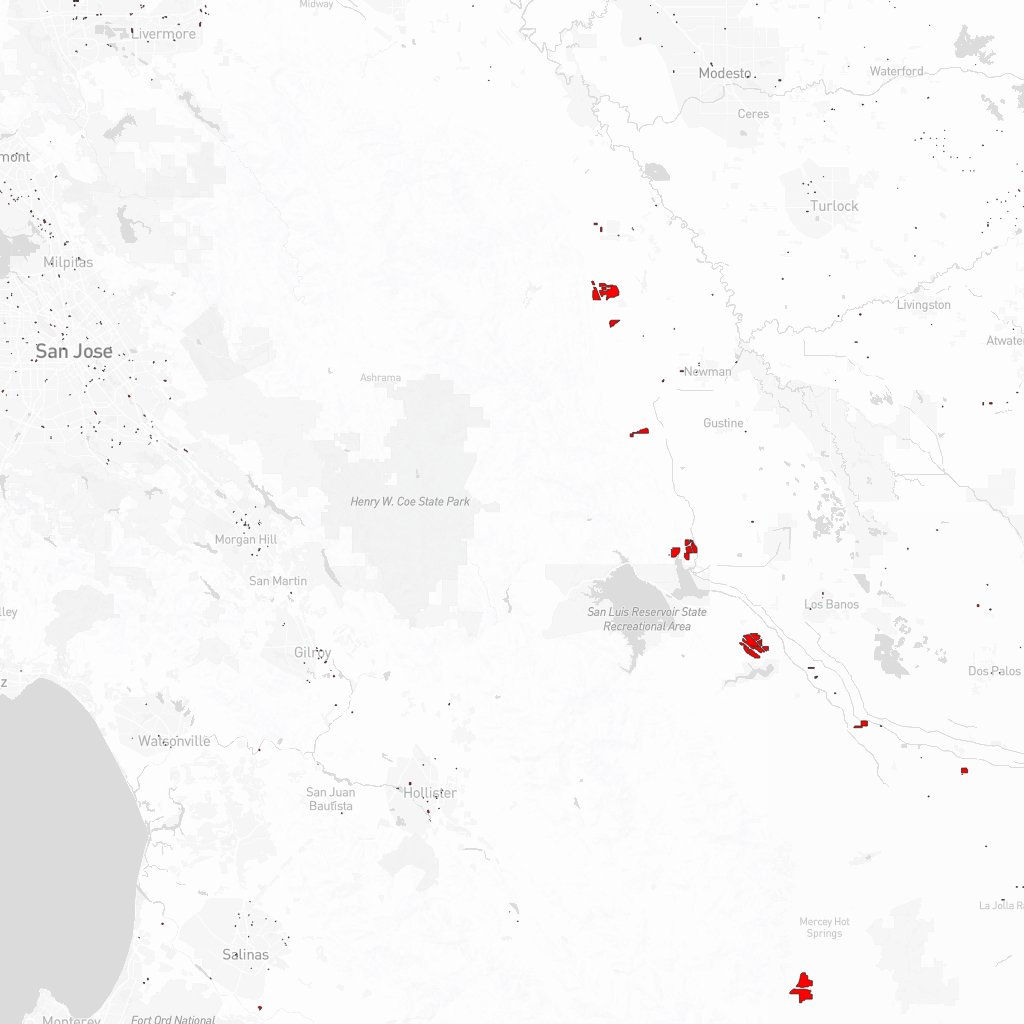 Midway
Livermore
Modesto
Waterford
Ceres
mont
Turlock
Milpitas
Livingston
San Jose
Atwater
Ashrama
Newman
Gustine
Henry W. Coe State Park
Morgan Hill
San Martin
Los Banos
San Luis Reservoir State
Recreational Area
lley
Gilroy
Dos Palos
z
Watsonville
San Juan
Bautista
Hollister
La Jolla Ra
Mercey Hot
Springs
Salinas
Monterey
Fort Ord National